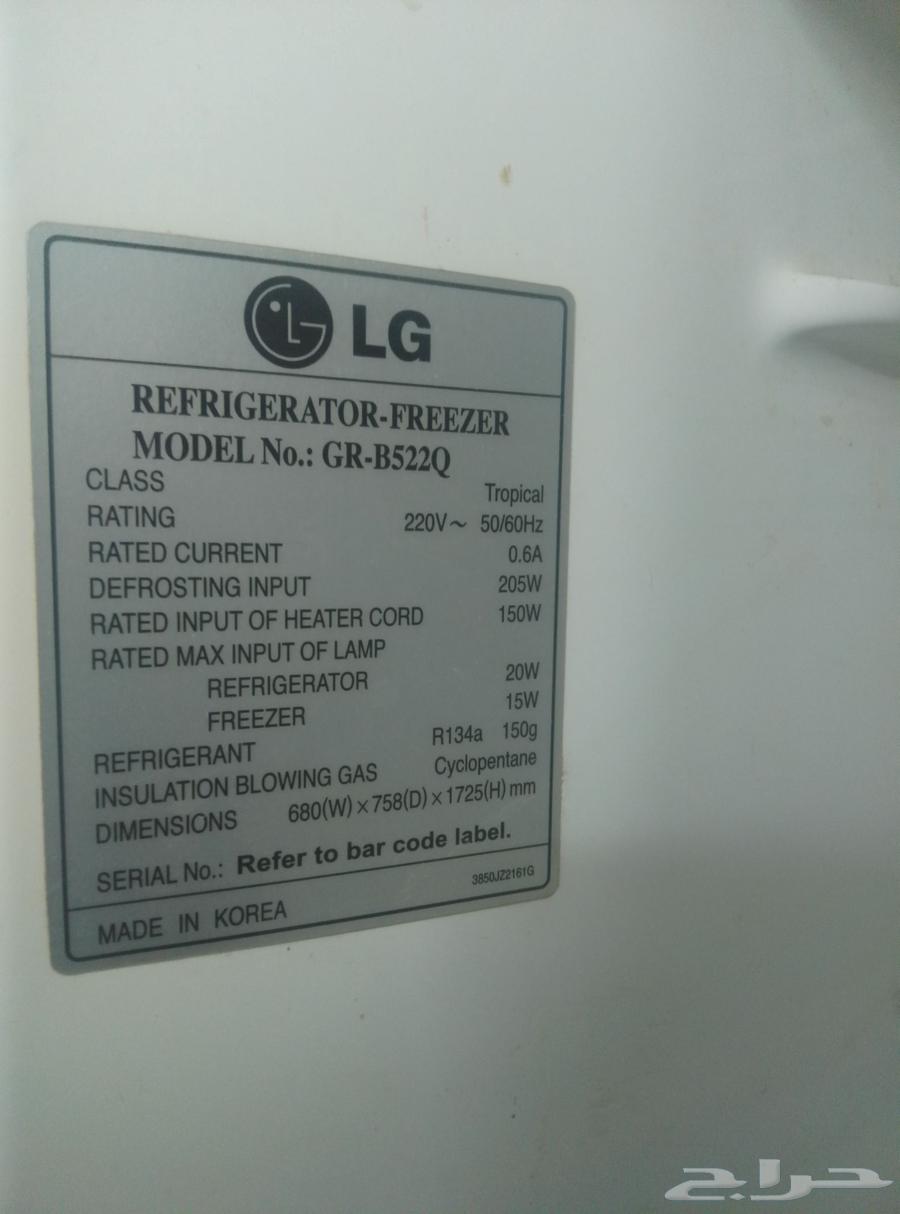 LG
REFRIGERATOR-FREEZER
MODEL No.: GR-B522Q
CLASS Tropical
RATING 220V～ 50/60Hz
RATED CURRENT 0.6A
DEFROSTING INPUT 205W
RATED INPUT OF HEATER CORD 150W
RATED MAX INPUT OF LAMP
REFRIGERATOR 20W
FREEZER 15W
REFRIGERANT R134a 150g
INSULATION BLOWING GAS Cyclopentane
DIMENSIONS 680(W)×758(D)×1725(H) mm
SERIAL No.: Refer to bar code label.
3850JZ2161G
MADE IN KOREA
حراج